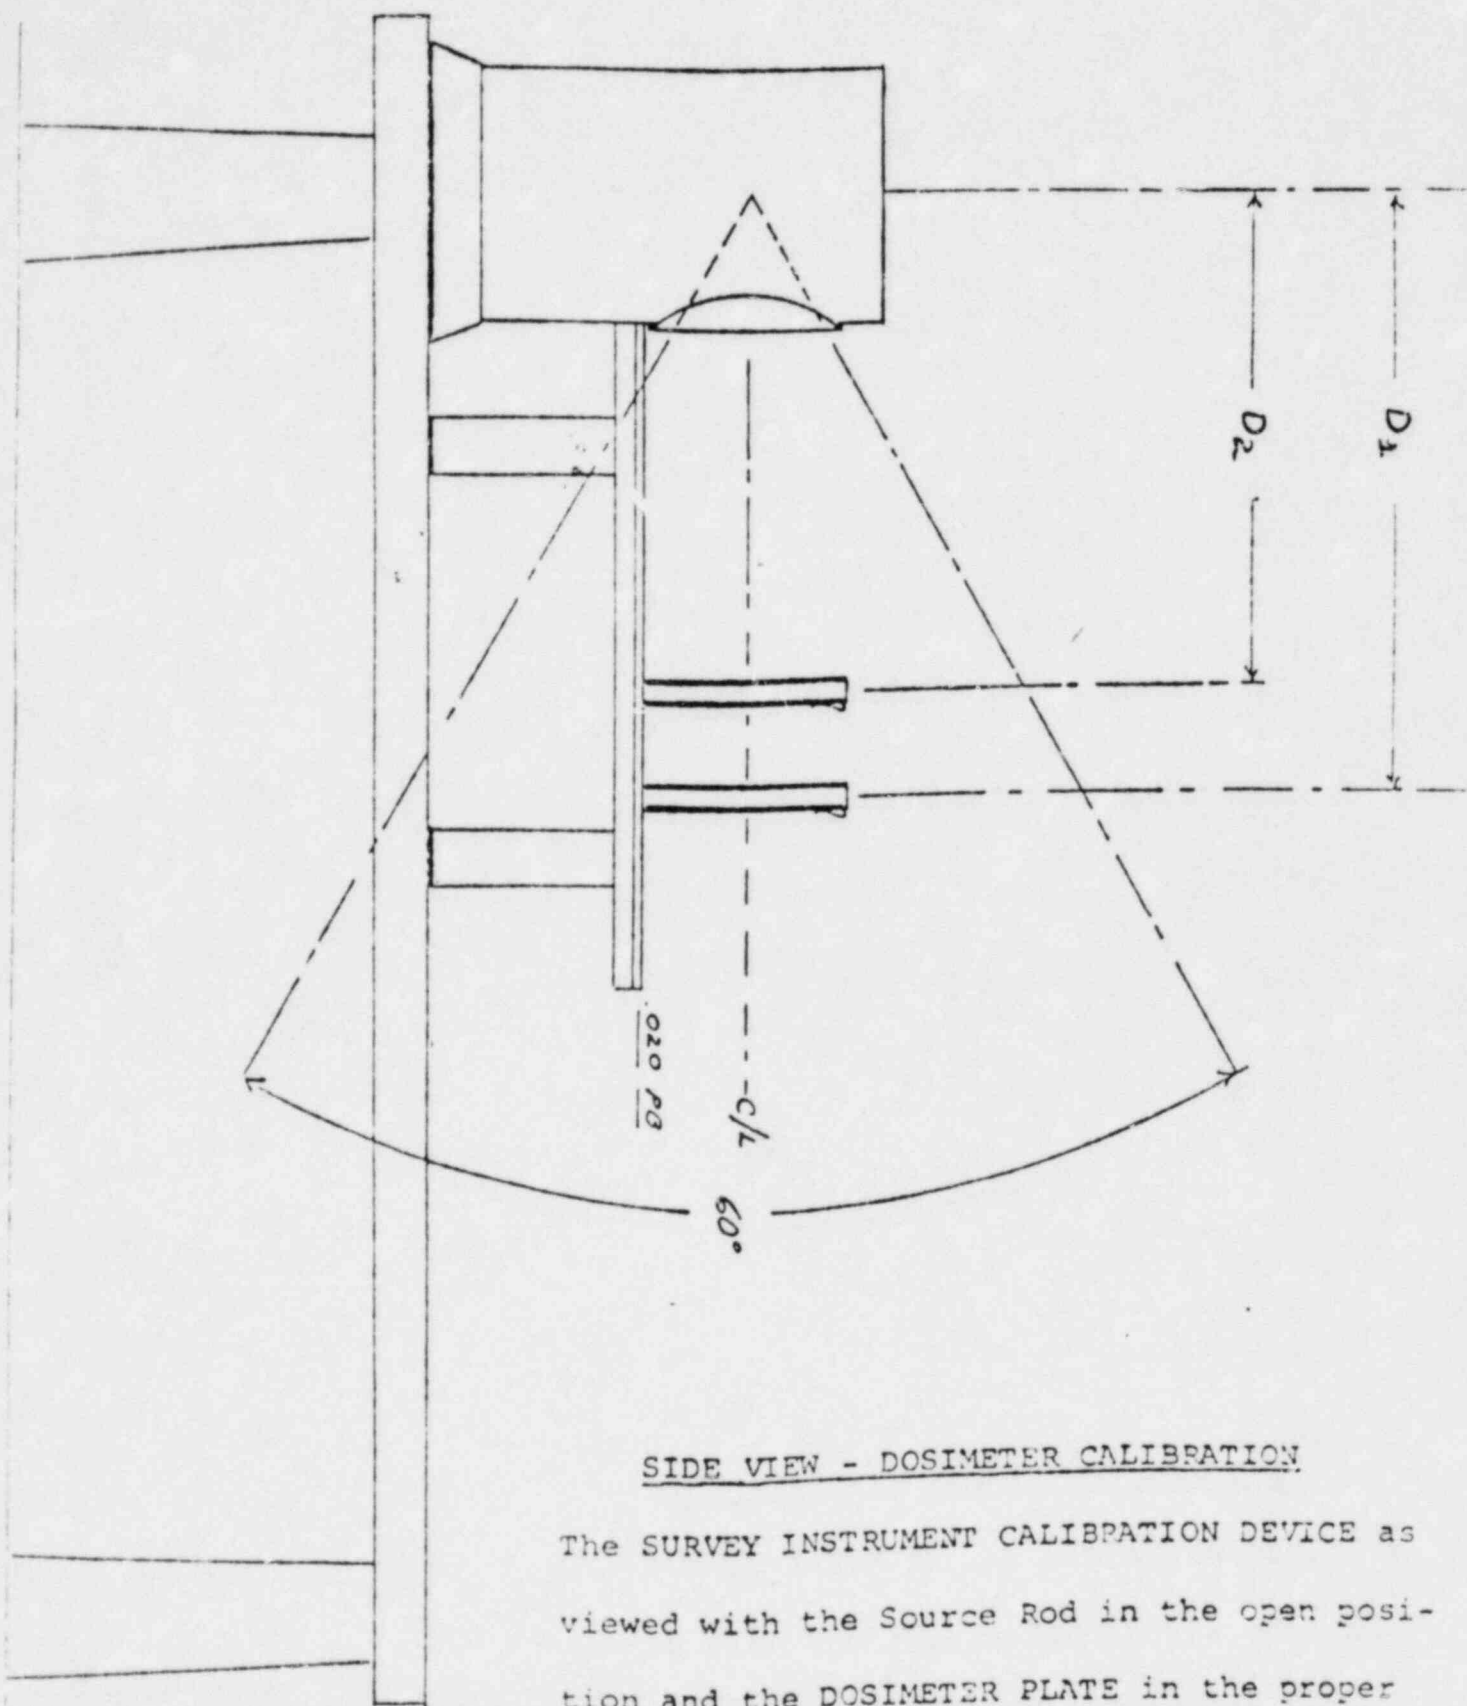 D2
D1
.020 PB
C/L
60°
SIDE VIEW - DOSIMETER CALIBRATION
The SURVEY INSTRUMENT CALIBRATION DEVICE as
viewed with the Source Rod in the open posi-
tion and the DOSIMETER PLATE in the proper